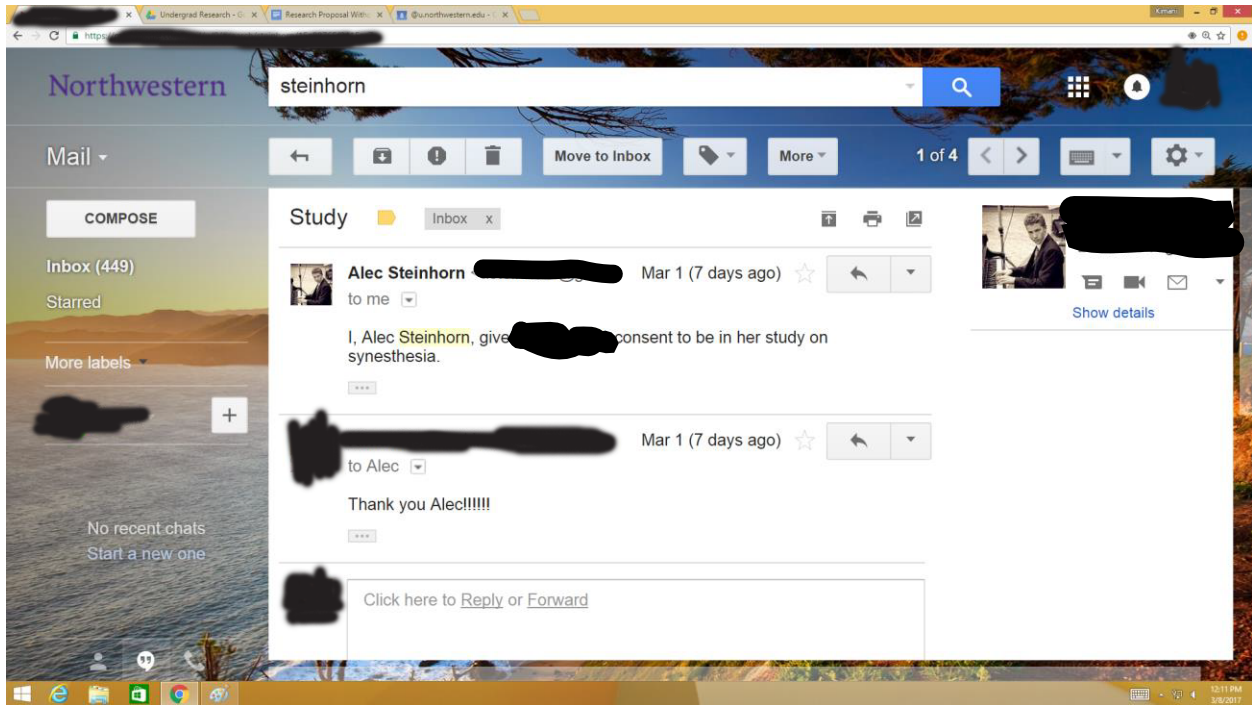 Undergrad Research - G
Research Proposal With
@u.northwestern.edu -
https:
Northwestern
steinhorn
Mail
Move to Inbox
More
1 of 4
COMPOSE
Study
Inbox x
Inbox (449)
Starred
More labels
Alec Steinhorn
Mar 1 (7 days ago)
to me
I, Alec Steinhorn, give consent to be in her study on
synesthesia.
Show details
Mar 1 (7 days ago)
to Alec
Thank you Alec!!!!!!
No recent chats
Start a new one
Click here to Reply or Forward
12:11 PM
3/8/2017